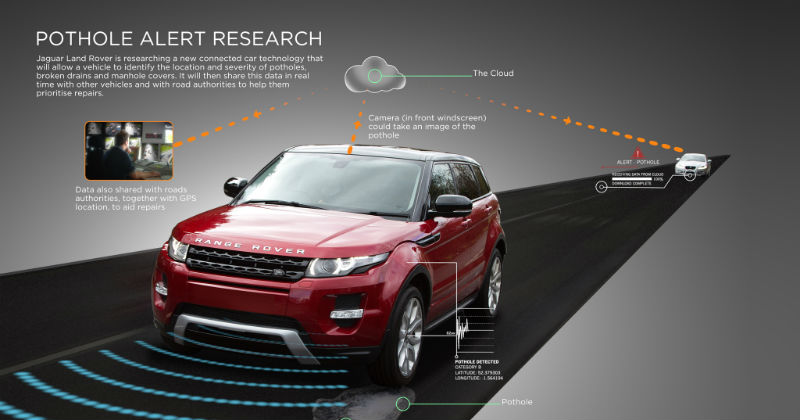 POTHOLE ALERT RESEARCH
Jaguar Land Rover is researching a new connected car technology that
will allow a vehicle to identify the location and severity of potholes,
broken drains and manhole covers. It will then share this data in real
time with other vehicles and with road authorities to help them
prioritise repairs.
The Cloud
Camera (in front windscreen)
could take an image of the
pothole
ALERT - POTHOLE
RECEIVING DATA FROM CLOUD
100%
DOWNLOAD COMPLETE
Data also shared with roads
authorities, together with GPS
location, to aid repairs
RANGE ROVER
POTHOLE DETECTED
CATEGORY B
LATITUDE: 52.375303
LONGITUDE: -1.564194
Pothole